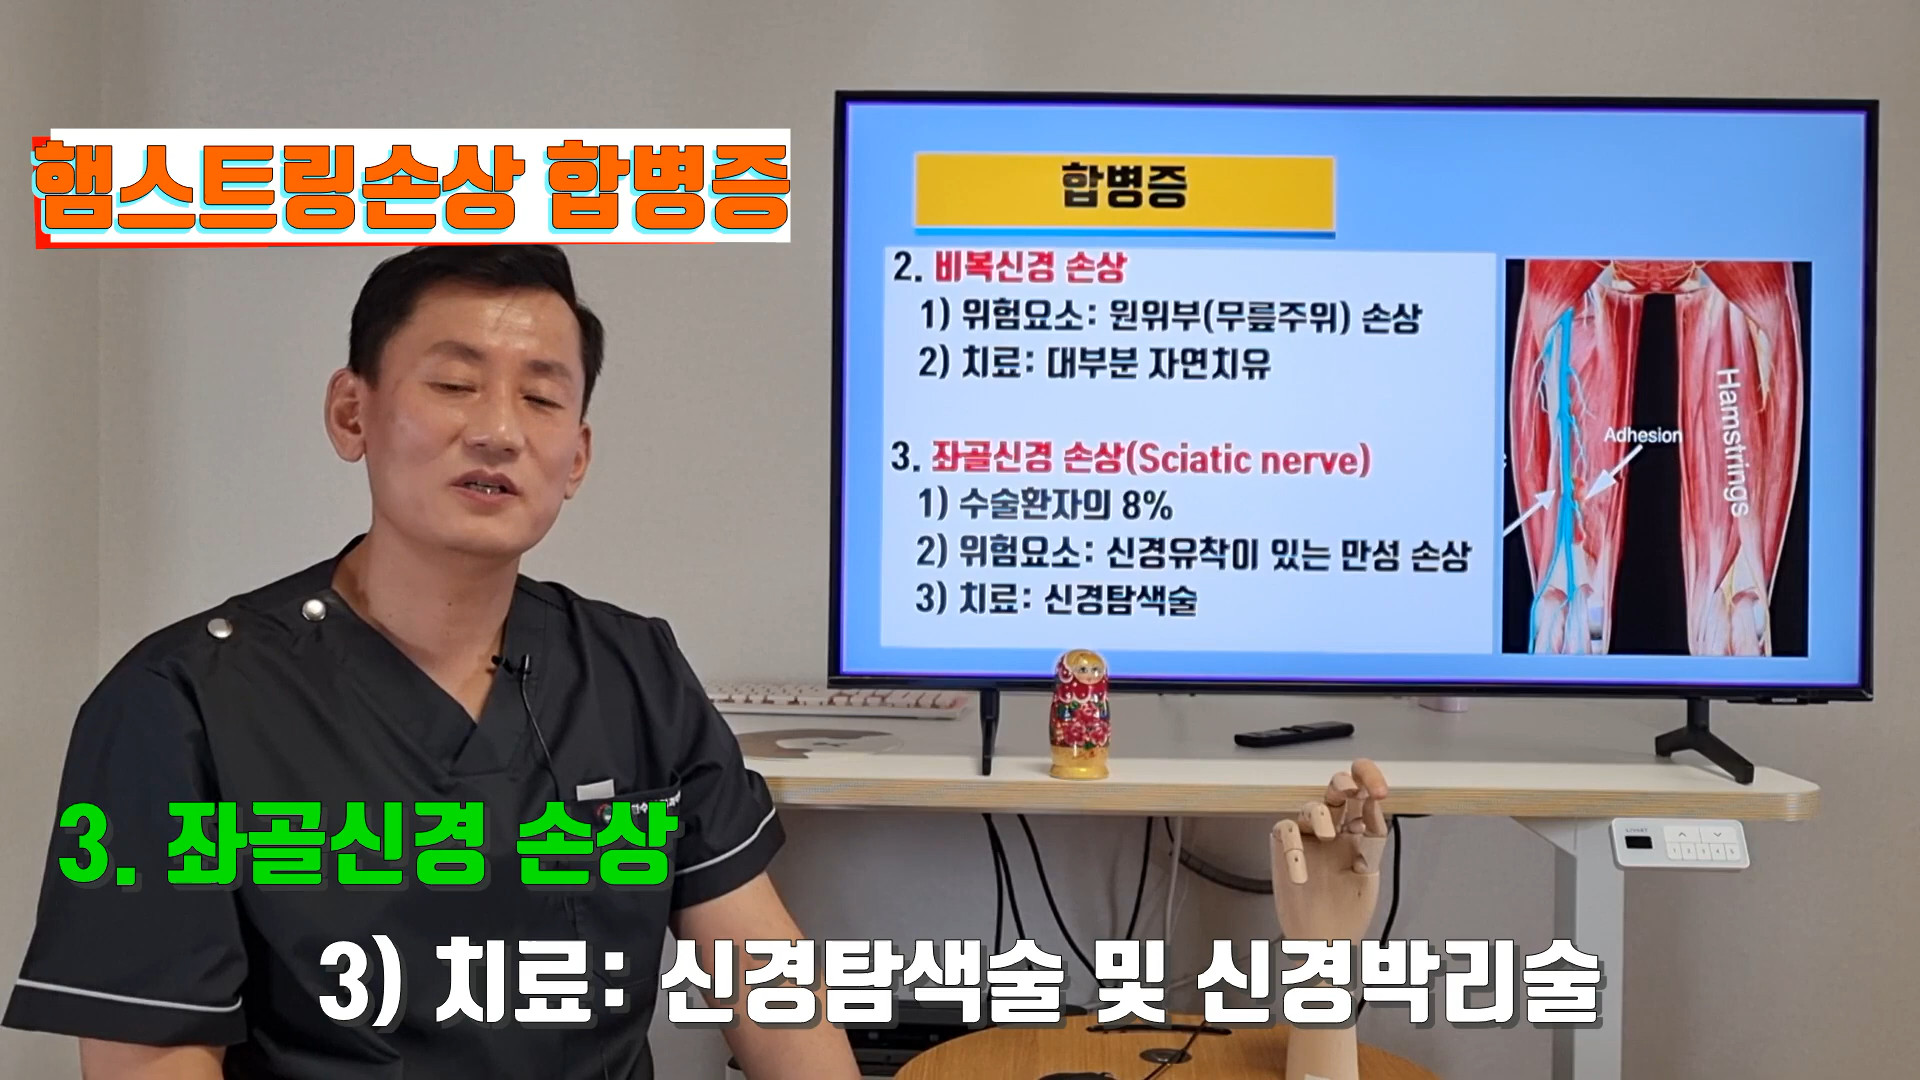 햄스트링손상 합병증
합병증
2. 비복신경 손상
1) 위험요소: 원위부(무릎주위) 손상
2) 치료: 대부분 자연치유
3. 좌골신경 손상(Sciatic nerve)
1) 수술환자의 8%
2) 위험요소: 신경유착이 있는 만성 손상
3) 치료: 신경탐색술
Adhesion
Hamstrings
3. 좌골신경 손상
3) 치료: 신경탐색술 및 신경박리술